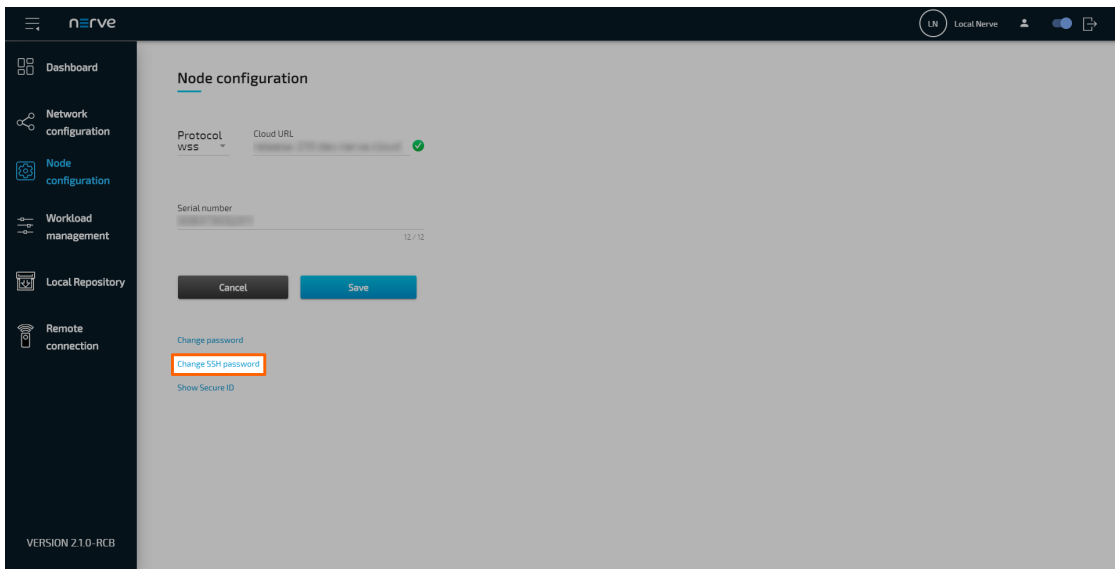 nerve
LN Local Nerve
Dashboard
Network
configuration
Node
configuration
Workload
management
Local Repository
Remote
connection
VERSION 2.1.0-RCB
Node configuration
Protocol
wss
Cloud URL
Serial number
12 / 12
Cancel
Save
Change password
Change SSH password
Show Secure ID